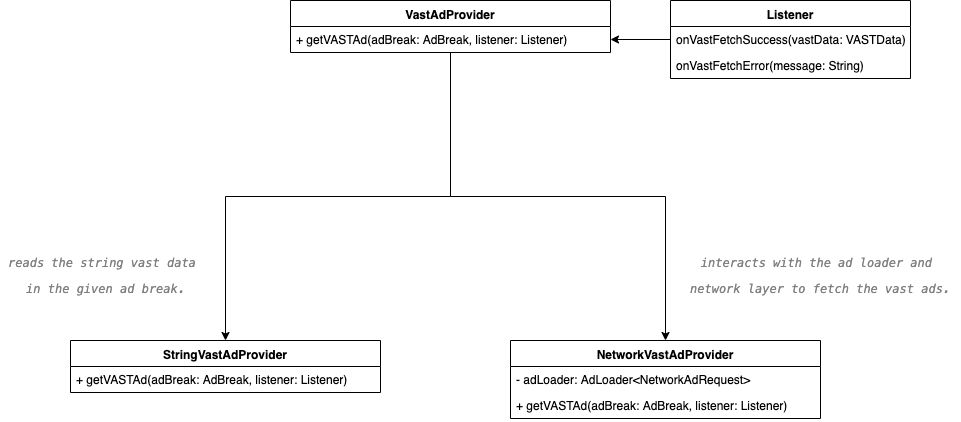 VastAdProvider
+ getVASTAd(adBreak: AdBreak, listener: Listener)
Listener
onVastFetchSuccess(vastData: VASTData)
onVastFetchError(message: String)
reads the string vast data
in the given ad break.
interacts with the ad loader and
network layer to fetch the vast ads.
StringVastAdProvider
+ getVASTAd(adBreak: AdBreak, listener: Listener)
NetworkVastAdProvider
- adLoader: AdLoader<NetworkAdRequest>
+ getVASTAd(adBreak: AdBreak, listener: Listener)